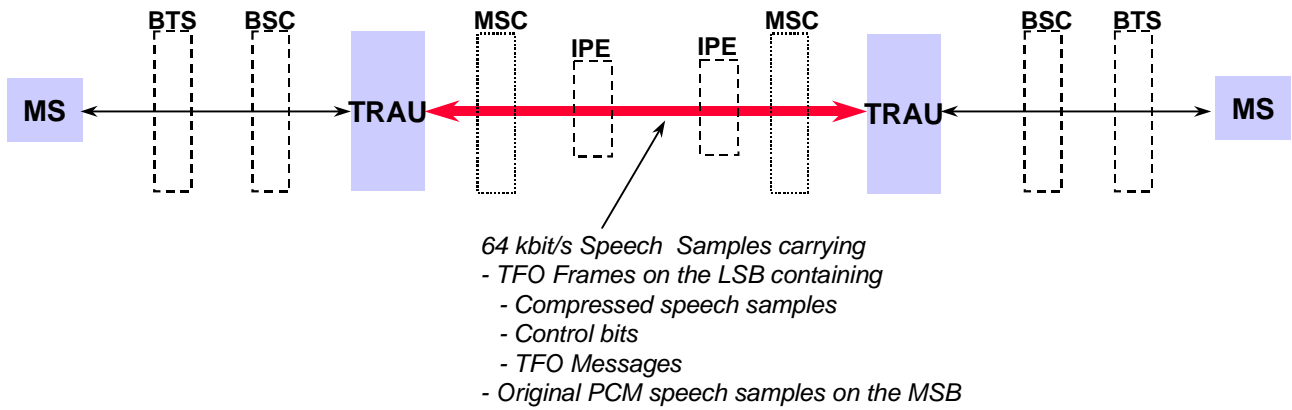 BTS BSC MSC IPE IPE MSC BSC BTS
MS TRAU TRAU MS
64 kbit/s Speech Samples carrying
- TFO Frames on the LSB containing
- Compressed speech samples
- Control bits
- TFO Messages
- Original PCM speech samples on the MSB